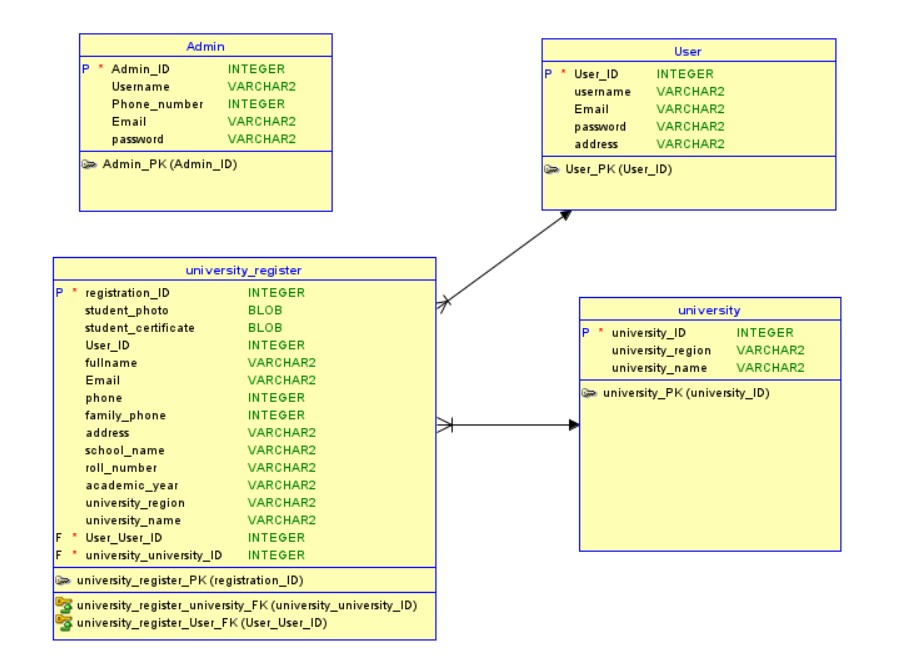 Admin
P * Admin_ID INTEGER
Username VARCHAR2
Phone_number INTEGER
Email VARCHAR2
password VARCHAR2
Admin_PK (Admin_ID)
User
P * User_ID INTEGER
username VARCHAR2
Email VARCHAR2
password VARCHAR2
address VARCHAR2
User_PK (User_ID)
university_register
P * registration_ID INTEGER
student_photo BLOB
student_certificate BLOB
User_ID INTEGER
fullname VARCHAR2
Email VARCHAR2
phone INTEGER
family_phone INTEGER
address VARCHAR2
school_name VARCHAR2
roll_number VARCHAR2
academic_year VARCHAR2
university_region VARCHAR2
university_name VARCHAR2
F * User_User_ID INTEGER
F * university_university_ID INTEGER
university_register_PK (registration_ID)
university_register_university_FK (university_university_ID)
university_register_User_FK (User_User_ID)
university
P * university_ID INTEGER
university_region VARCHAR2
university_name VARCHAR2
university_PK (university_ID)